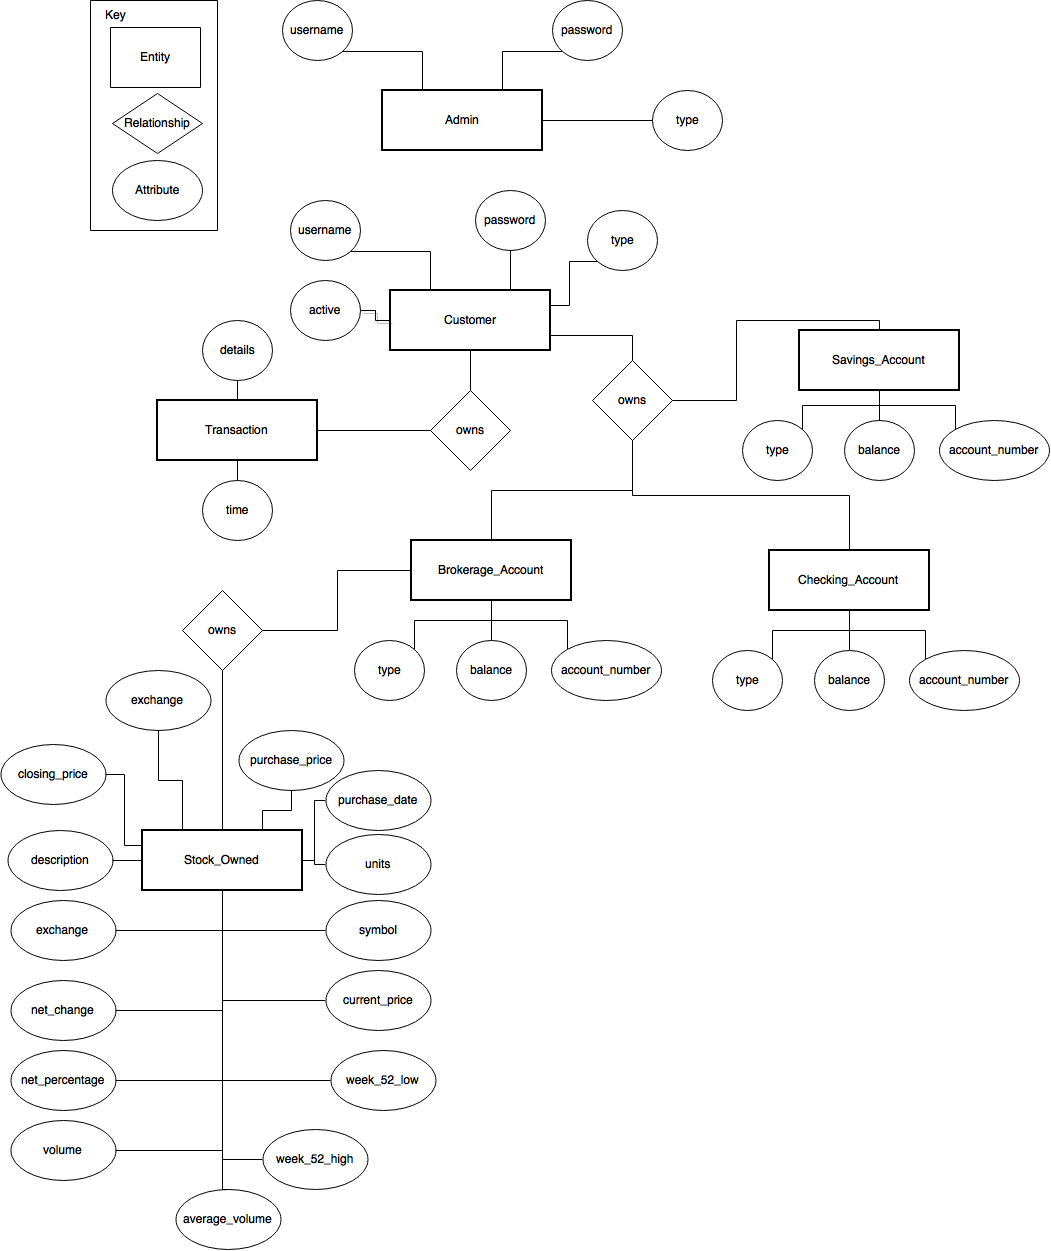 Key
Entity
Relationship
Attribute
username
password
Admin
type
username
password
type
active
Customer
details
Savings_Account
Transaction
owns
owns
type
balance
account_number
time
Brokerage_Account
Checking_Account
owns
type
balance
account_number
type
balance
account_number
exchange
closing_price
purchase_price
purchase_date
description
Stock_Owned
units
exchange
symbol
net_change
current_price
net_percentage
week_52_low
volume
week_52_high
average_volume